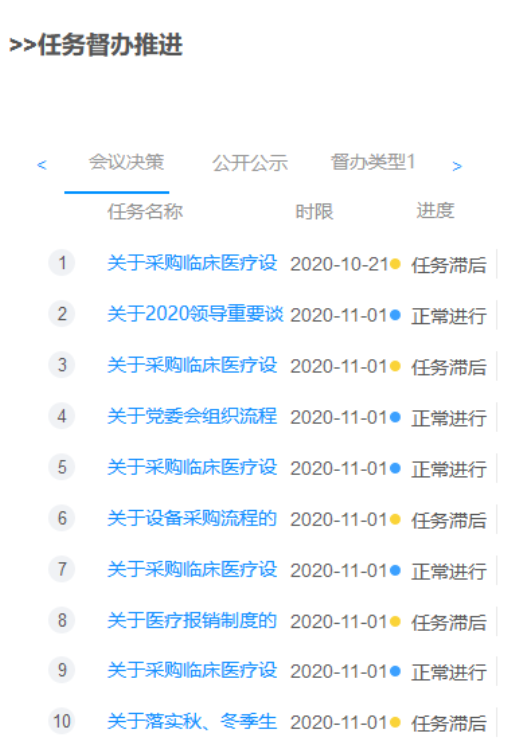 >>任务督办推进
< 会议决策 公开公示 督办类型1 >
任务名称 时限 进度
1 关于采购临床医疗设 2020-10-21 任务滞后
2 关于2020领导重要谈 2020-11-01 正常进行
3 关于采购临床医疗设 2020-11-01 任务滞后
4 关于党委会组织流程 2020-11-01 正常进行
5 关于采购临床医疗设 2020-11-01 正常进行
6 关于设备采购流程的 2020-11-01 任务滞后
7 关于采购临床医疗设 2020-11-01 正常进行
8 关于医疗报销制度的 2020-11-01 任务滞后
9 关于采购临床医疗设 2020-11-01 正常进行
10 关于落实秋、冬季生 2020-11-01 任务滞后